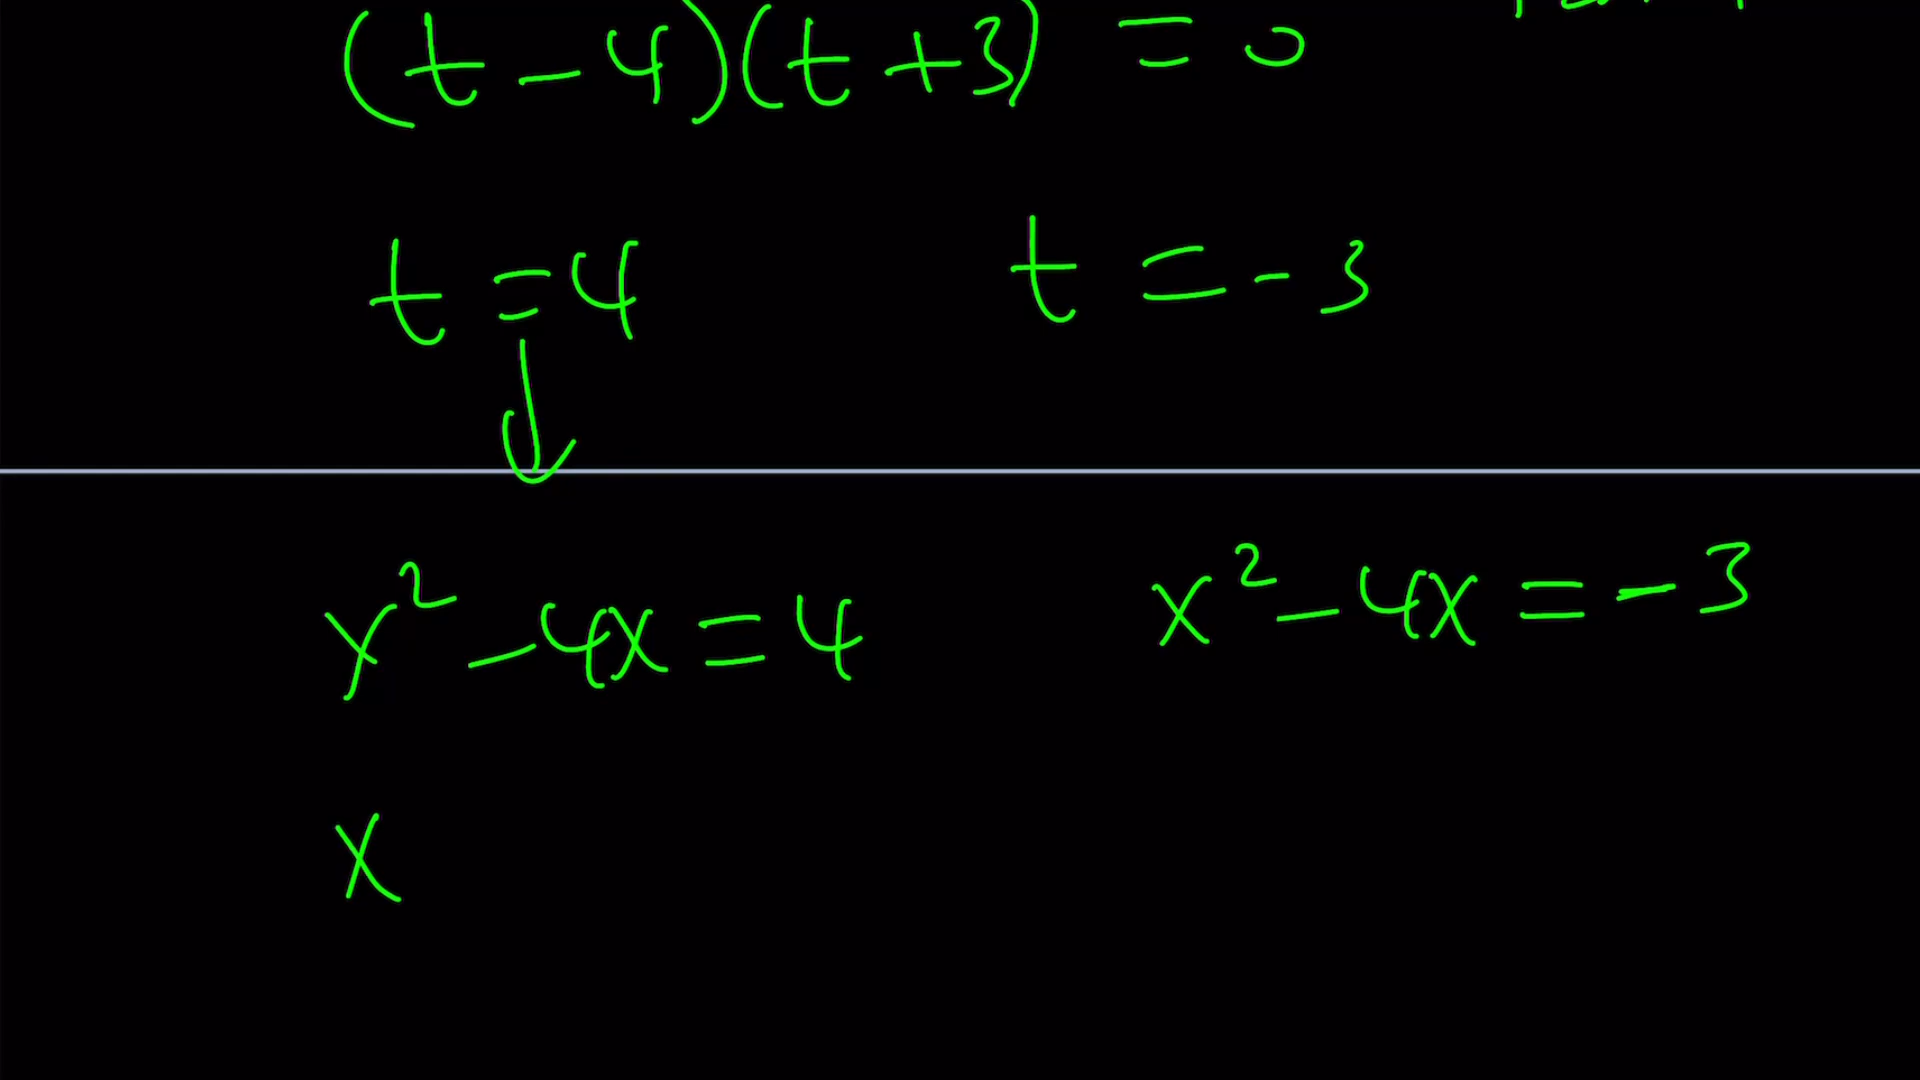 (t-4)(t+3) = 0
t = 4 t = -3
x² - 4x = 4 x² - 4x = -3
x